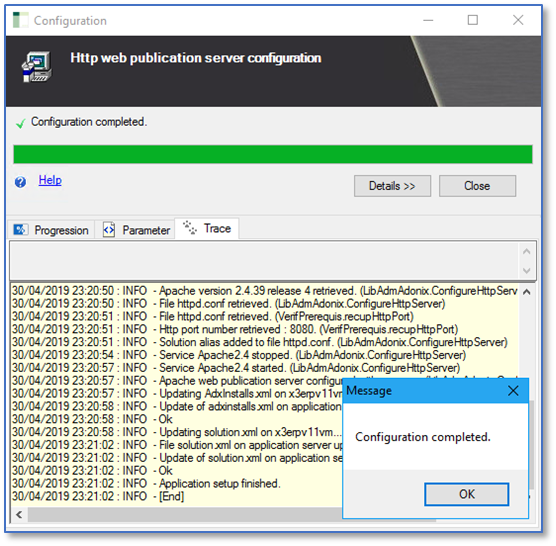 Configuration
Http web publication server configuration
Configuration completed.
Help
Details >>
Close
Progression
Parameter
Trace
30/04/2019 23:20:50 : INFO - Apache version 2.4.39 release 4 retrieved. (LibAdmAdonix.ConfigureHttpServ
30/04/2019 23:20:50 : INFO - File httpd.conf retrieved. (LibAdmAdonix.ConfigureHttpServer)
30/04/2019 23:20:51 : INFO - File httpd.conf retrieved. (VerifPrerequis.recupHttpPort)
30/04/2019 23:20:51 : INFO - Http port number retrieved : 8080. (VerifPrerequis.recupHttpPort)
30/04/2019 23:20:51 : INFO - Solution alias added to file httpd.conf. (LibAdmAdonix.ConfigureHttpServer)
30/04/2019 23:20:54 : INFO - Service Apache2.4 stopped. (LibAdmAdonix.ConfigureHttpServer)
30/04/2019 23:20:57 : INFO - Service Apache2.4 started. (LibAdmAdonix.ConfigureHttpServer)
30/04/2019 23:20:57 : INFO - Apache web publication server config
30/04/2019 23:20:57 : INFO - Updating AdxInstalls.xml on x3erpv11vm
30/04/2019 23:20:58 : INFO - Update of adxinstalls.xml on application
30/04/2019 23:20:58 : INFO - Ok
30/04/2019 23:20:58 : INFO - Updating solution.xml on x3erpv11vm...
30/04/2019 23:21:02 : INFO - File solution.xml on application server up
30/04/2019 23:21:02 : INFO - Update of solution.xml on application se
30/04/2019 23:21:02 : INFO - Ok
30/04/2019 23:21:02 : INFO - Application setup finished.
30/04/2019 23:21:02 : INFO - [End]
Message
Configuration completed.
OK